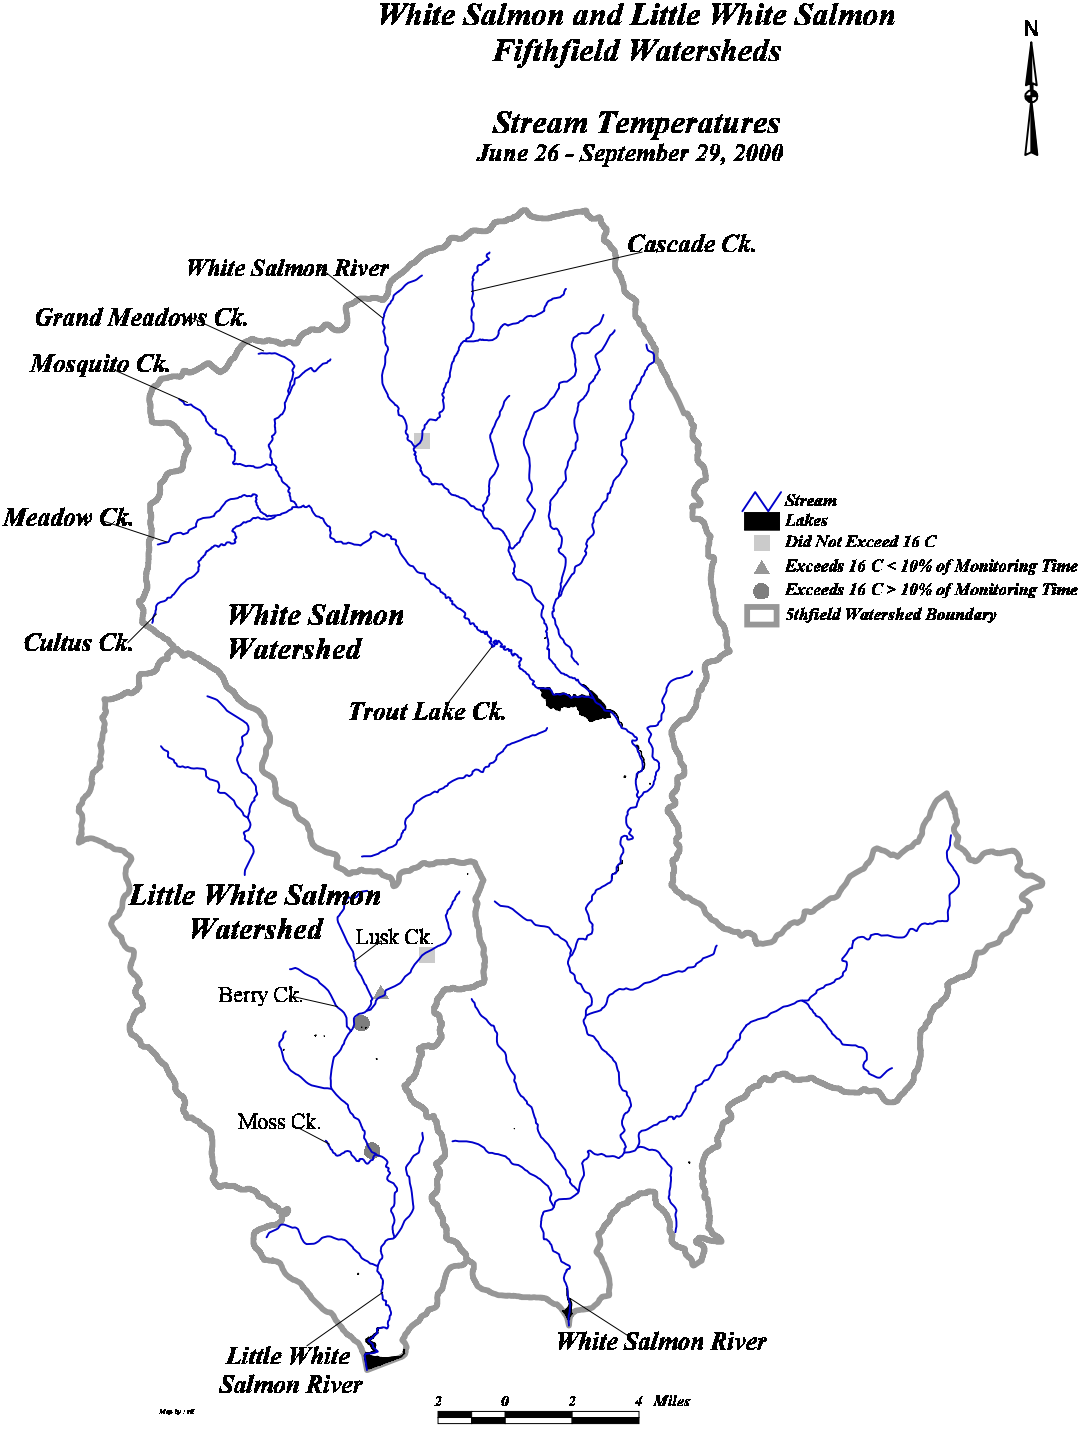 White Salmon and Little White Salmon
Fifthfield Watersheds
N
Stream Temperatures
June 26 - September 29, 2000
Cascade Ck.
White Salmon River
Grand Meadows Ck.
Mosquito Ck.
Meadow Ck.
Stream
Lakes
Did Not Exceed 16 C
Exceeds 16 C < 10% of Monitoring Time
Exceeds 16 C > 10% of Monitoring Time
5thfield Watershed Boundary
White Salmon
Watershed
Cultus Ck.
Trout Lake Ck.
Little White Salmon
Watershed
Lusk Ck.
Berry Ck.
Moss Ck.
White Salmon River
Little White
Salmon River
2 0 2 4 Miles
Map by :